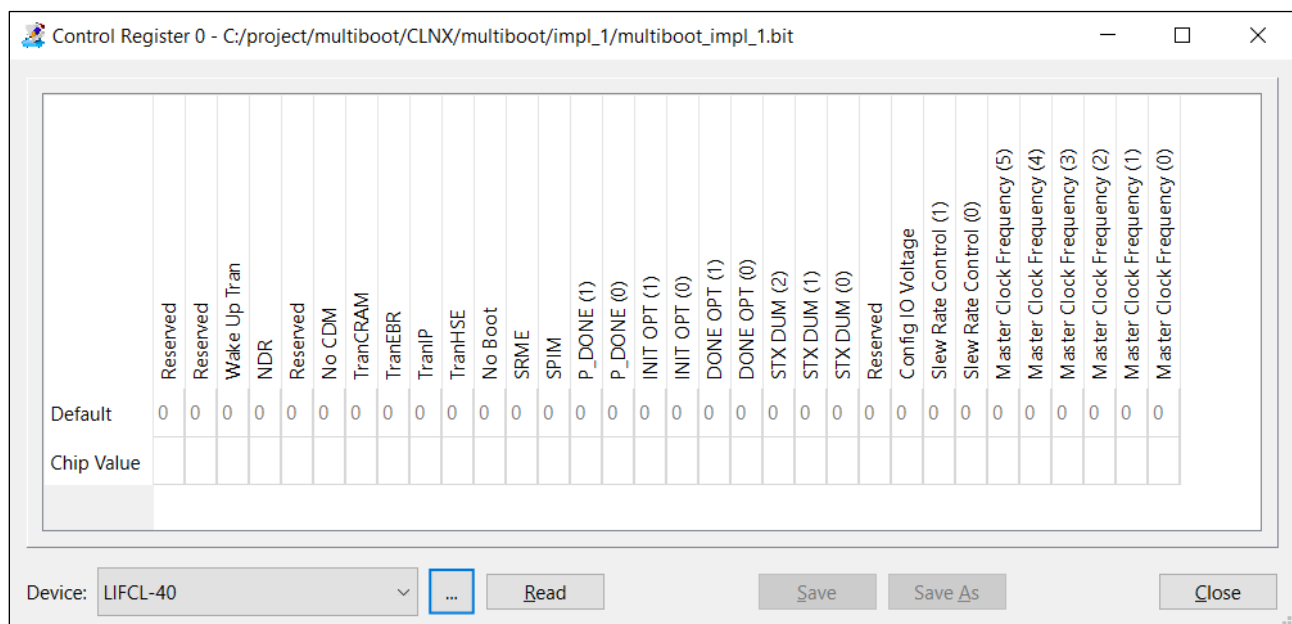 Control Register 0 - C:/project/multiboot/CLNX/multiboot/impl_1/multiboot_impl_1.bit
Reserved
Reserved
Wake Up Tran
NDR
Reserved
No CDM
TranCRAM
TranEBR
TranIP
TranHSE
No Boot
SRME
SPIM
P_DONE (1)
P_DONE (0)
INIT OPT (1)
INIT OPT (0)
DONE OPT (1)
DONE OPT (0)
STX DUM (2)
STX DUM (1)
STX DUM (0)
Reserved
Config IO Voltage
Slew Rate Control (1)
Slew Rate Control (0)
Master Clock Frequency (5)
Master Clock Frequency (4)
Master Clock Frequency (3)
Master Clock Frequency (2)
Master Clock Frequency (1)
Master Clock Frequency (0)
Default 0 0 0 0 0 0 0 0 0 0 0 0 0 0 0 0 0 0 0 0 0 0 0 0 0 0 0 0 0 0 0 0
Chip Value
Device: LIFCL-40 ... Read Save Save As Close